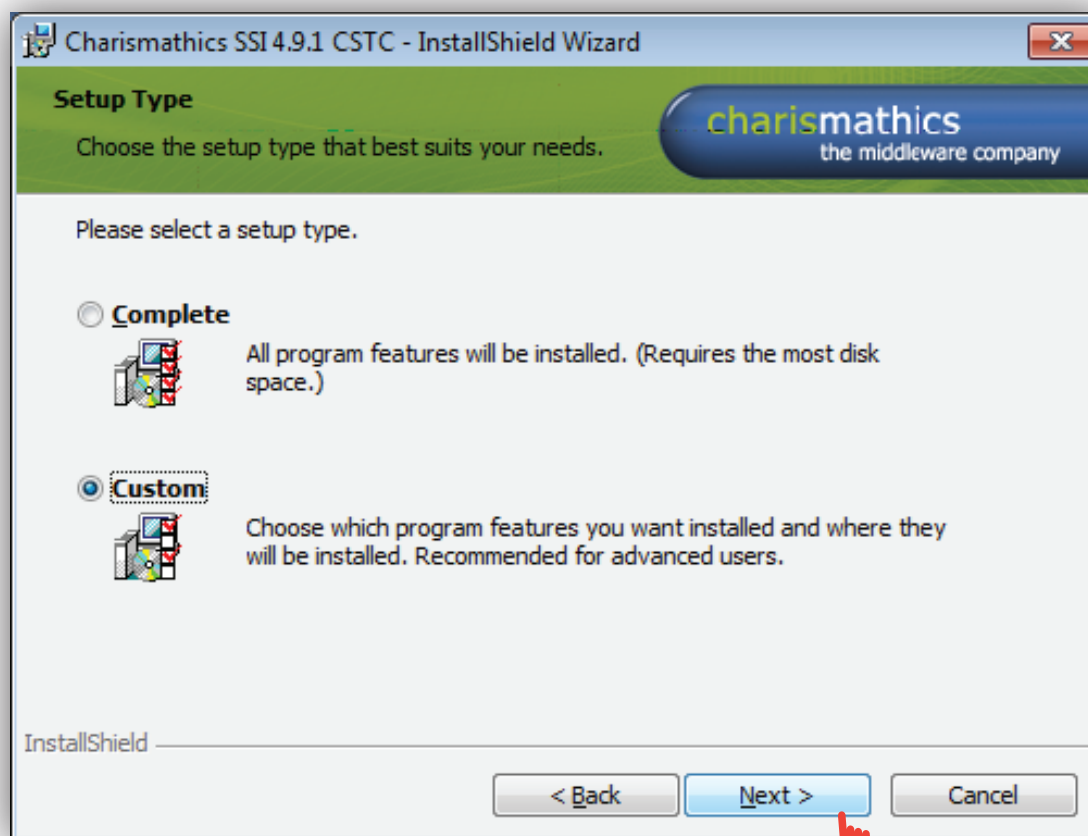 Charismathics SSI 4.9.1 CSTC - InstallShield Wizard
Setup Type
Choose the setup type that best suits your needs.
charismathics
the middleware company
Please select a setup type.
Complete
All program features will be installed. (Requires the most disk
space.)
Custom
Choose which program features you want installed and where they
will be installed. Recommended for advanced users.
InstallShield
< Back
Next >
Cancel